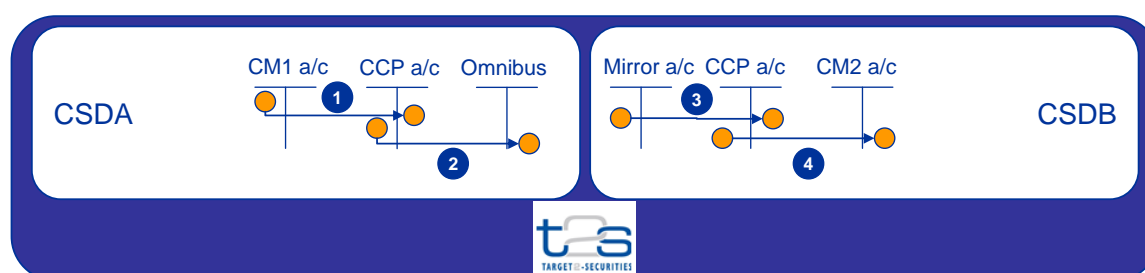 CM1 a/c CCP a/c Omnibus
Mirror a/c CCP a/c CM2 a/c
1
3
CSDA
CSDB
2
4
t2s
TARGET2-SECURITIES